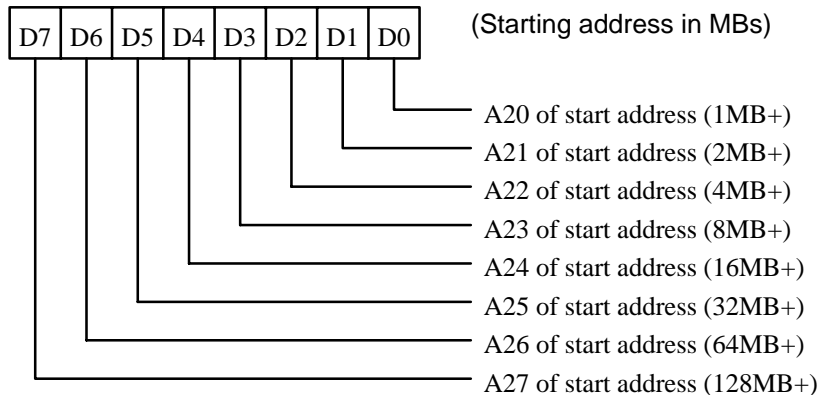 D7 D6 D5 D4 D3 D2 D1 D0 (Starting address in MBs)
A20 of start address (1MB+)
A21 of start address (2MB+)
A22 of start address (4MB+)
A23 of start address (8MB+)
A24 of start address (16MB+)
A25 of start address (32MB+)
A26 of start address (64MB+)
A27 of start address (128MB+)